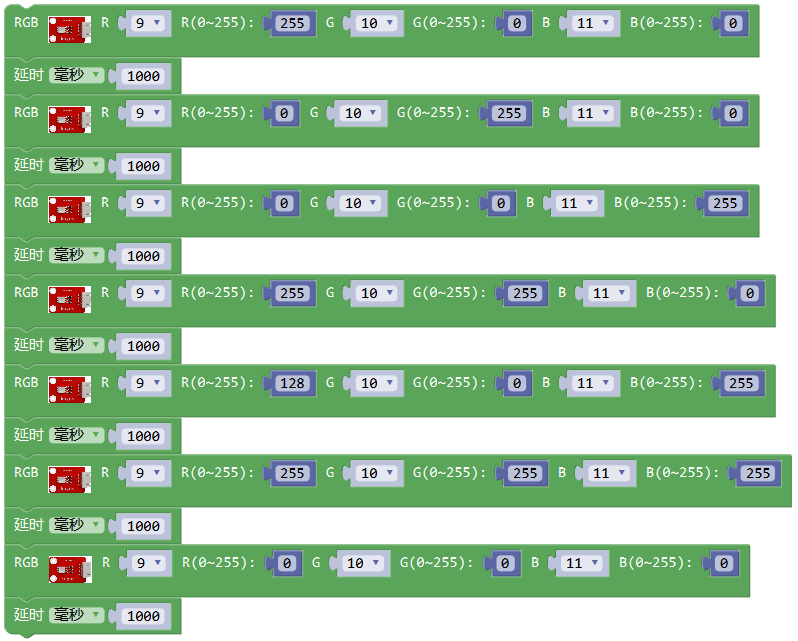 RGB R 9 R(0~255): 255 G 10 G(0~255): 0 B 11 B(0~255): 0
延时 毫秒 1000
RGB R 9 R(0~255): 0 G 10 G(0~255): 255 B 11 B(0~255): 0
延时 毫秒 1000
RGB R 9 R(0~255): 0 G 10 G(0~255): 0 B 11 B(0~255): 255
延时 毫秒 1000
RGB R 9 R(0~255): 255 G 10 G(0~255): 255 B 11 B(0~255): 0
延时 毫秒 1000
RGB R 9 R(0~255): 128 G 10 G(0~255): 0 B 11 B(0~255): 255
延时 毫秒 1000
RGB R 9 R(0~255): 255 G 10 G(0~255): 255 B 11 B(0~255): 255
延时 毫秒 1000
RGB R 9 R(0~255): 0 G 10 G(0~255): 0 B 11 B(0~255): 0
延时 毫秒 1000